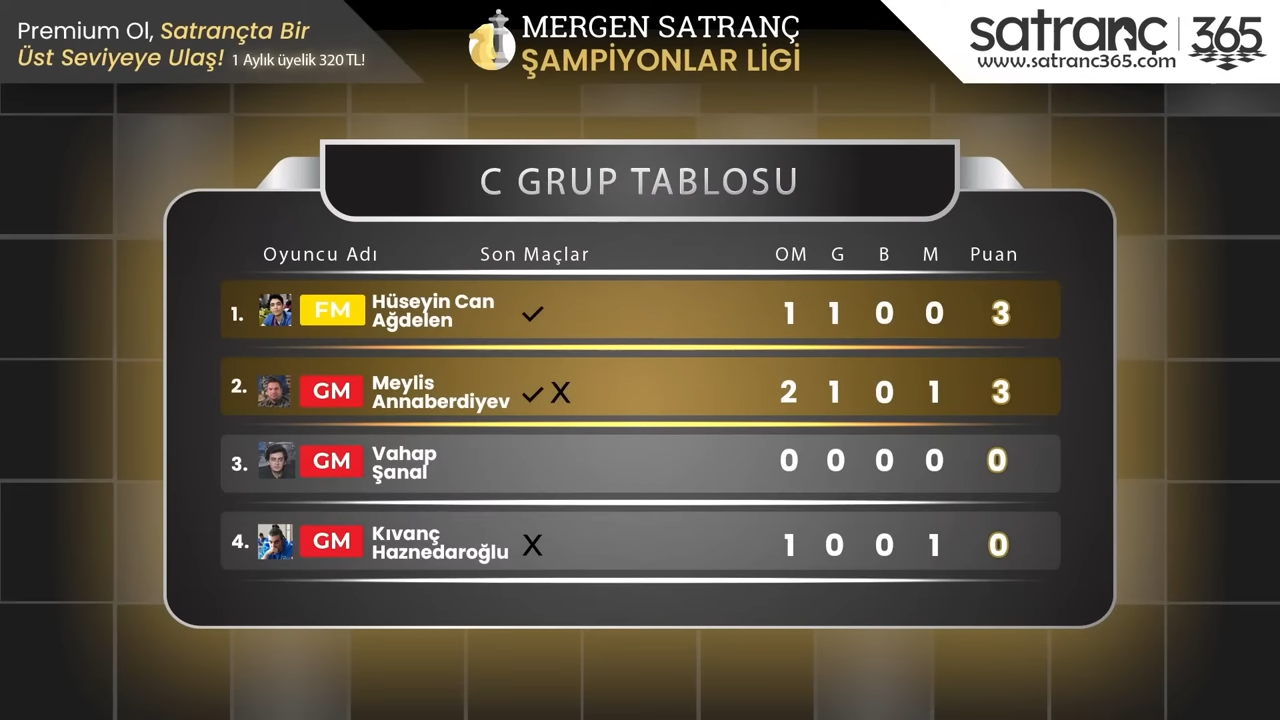 Premium Ol, Satrançta Bir
Üst Seviyeye Ulaş! 1 Aylık üyelik 320 TL!
MERGEN SATRANÇ
ŞAMPİYONLAR LİGİ
satranç 365
www.satranc365.com
C GRUP TABLOSU
Oyuncu Adı Son Maçlar OM G B M Puan
1. FM Hüseyin Can
Ağdelen ✓ 1 1 0 0 3
2. GM Meylis
Annaberdiyev ✓ X 2 1 0 1 3
3. GM Vahap
Şanal 0 0 0 0 0
4. GM Kıvanç
Haznedaroğlu X 1 0 0 1 0